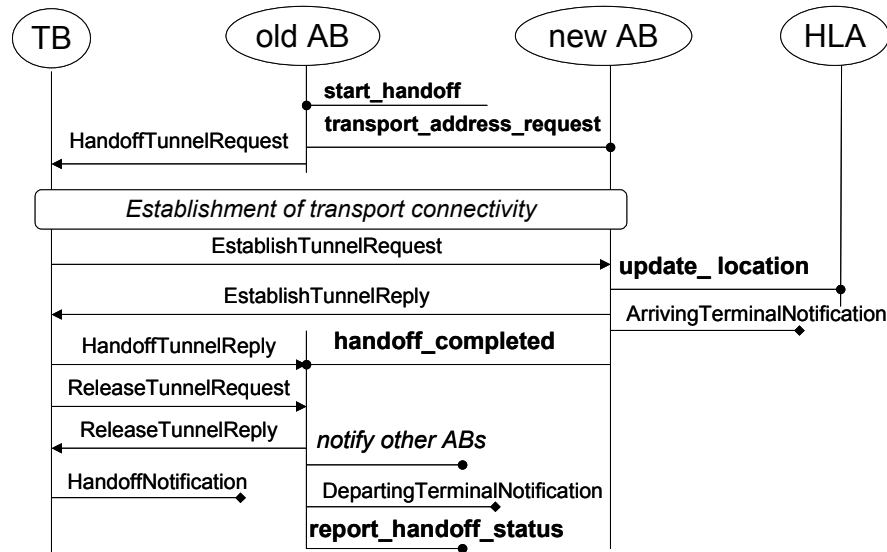 TB
old AB
new AB
HLA
start_handoff
transport_address_request
HandoffTunnelRequest
Establishment of transport connectivity
EstablishTunnelRequest
update_ location
EstablishTunnelReply
ArrivingTerminalNotification
handoff_completed
HandoffTunnelReply
ReleaseTunnelRequest
ReleaseTunnelReply
notify other ABs
HandoffNotification
DepartingTerminalNotification
report_handoff_status